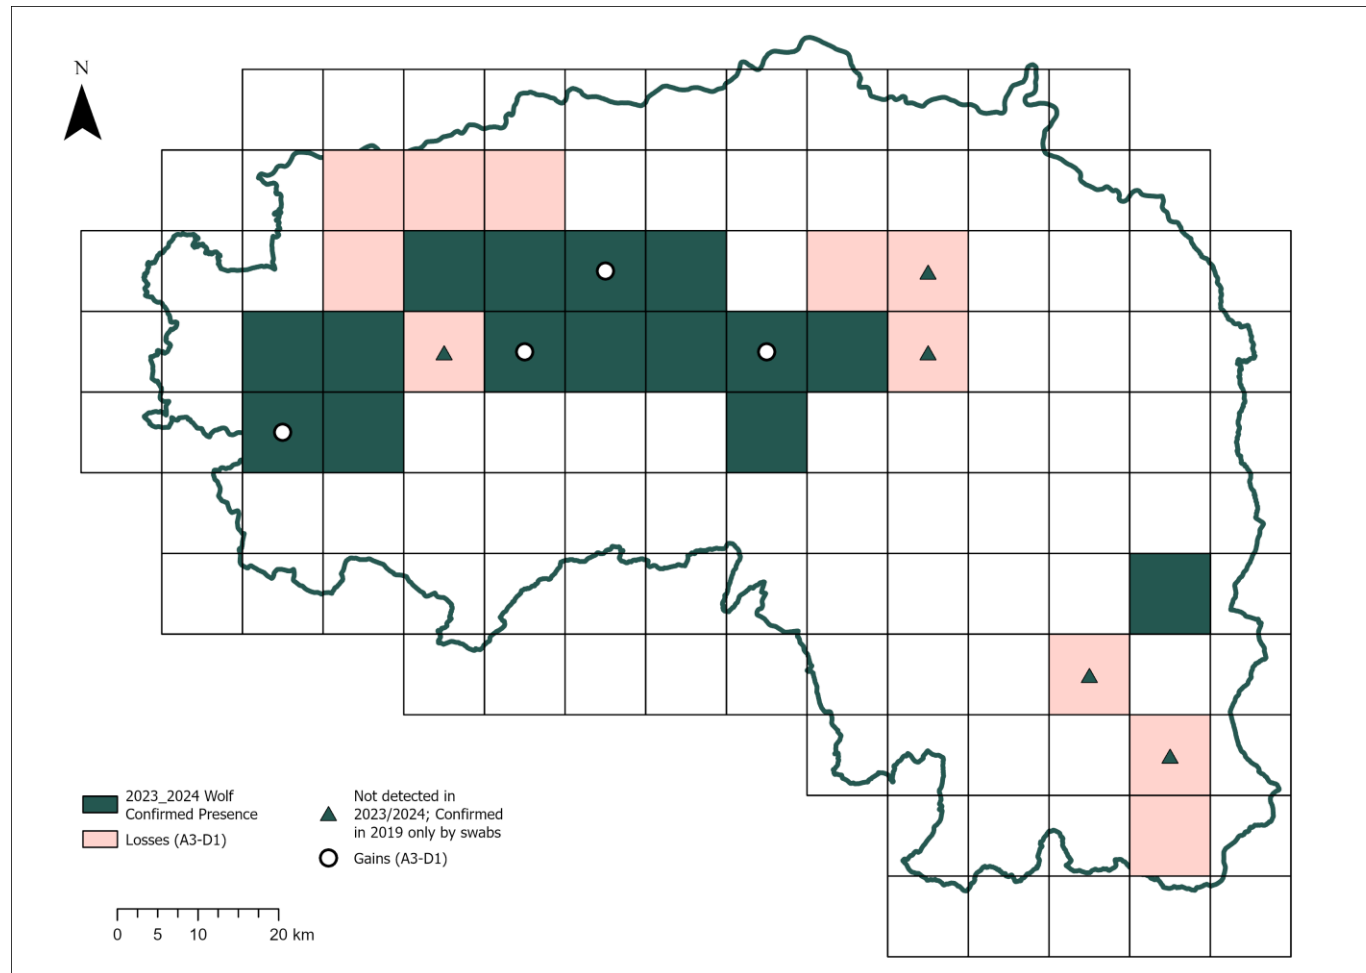 N
2023_2024 Wolf
Confirmed Presence
Losses (A3-D1)
Not detected in
2023/2024; Confirmed
in 2019 only by swabs
Gains (A3-D1)
0 5 10 20 km